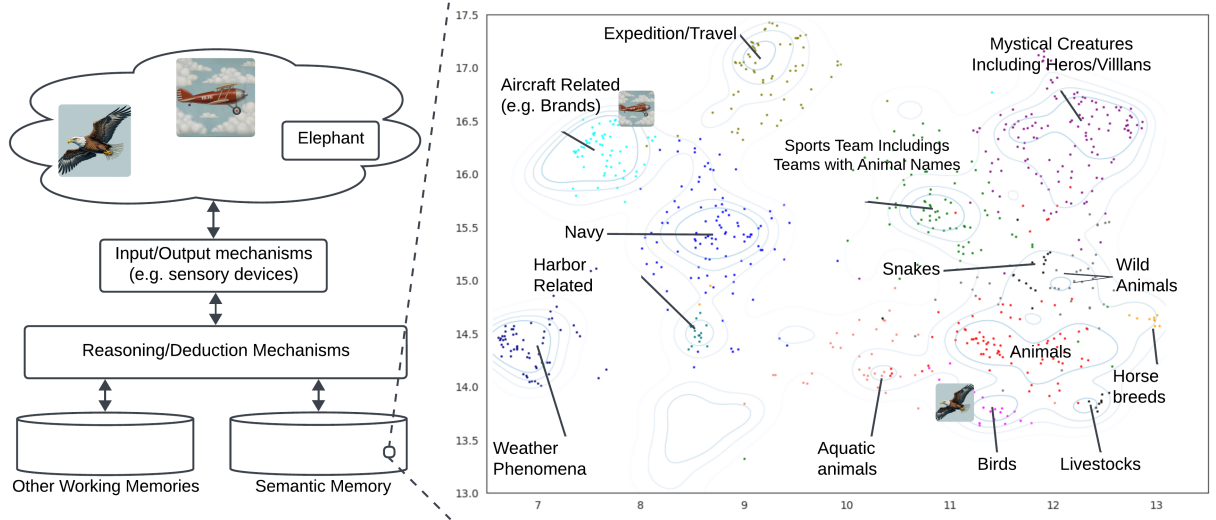 Elephant
Input/Output mechanisms
(e.g. sensory devices)
Reasoning/Deduction Mechanisms
Other Working Memories
Semantic Memory
17.5
17.0
16.5
16.0
15.5
15.0
14.5
14.0
13.5
13.0
7
8
9
10
11
12
13
Expedition/Travel
Mystical Creatures
Including Heros/Villlans
Aircraft Related
(e.g. Brands)
Sports Team Includings
Teams with Animal Names
Navy
Harbor
Related
Snakes
Wild
Animals
Animals
Horse
breeds
Weather
Phenomena
Aquatic
animals
Birds
Livestocks